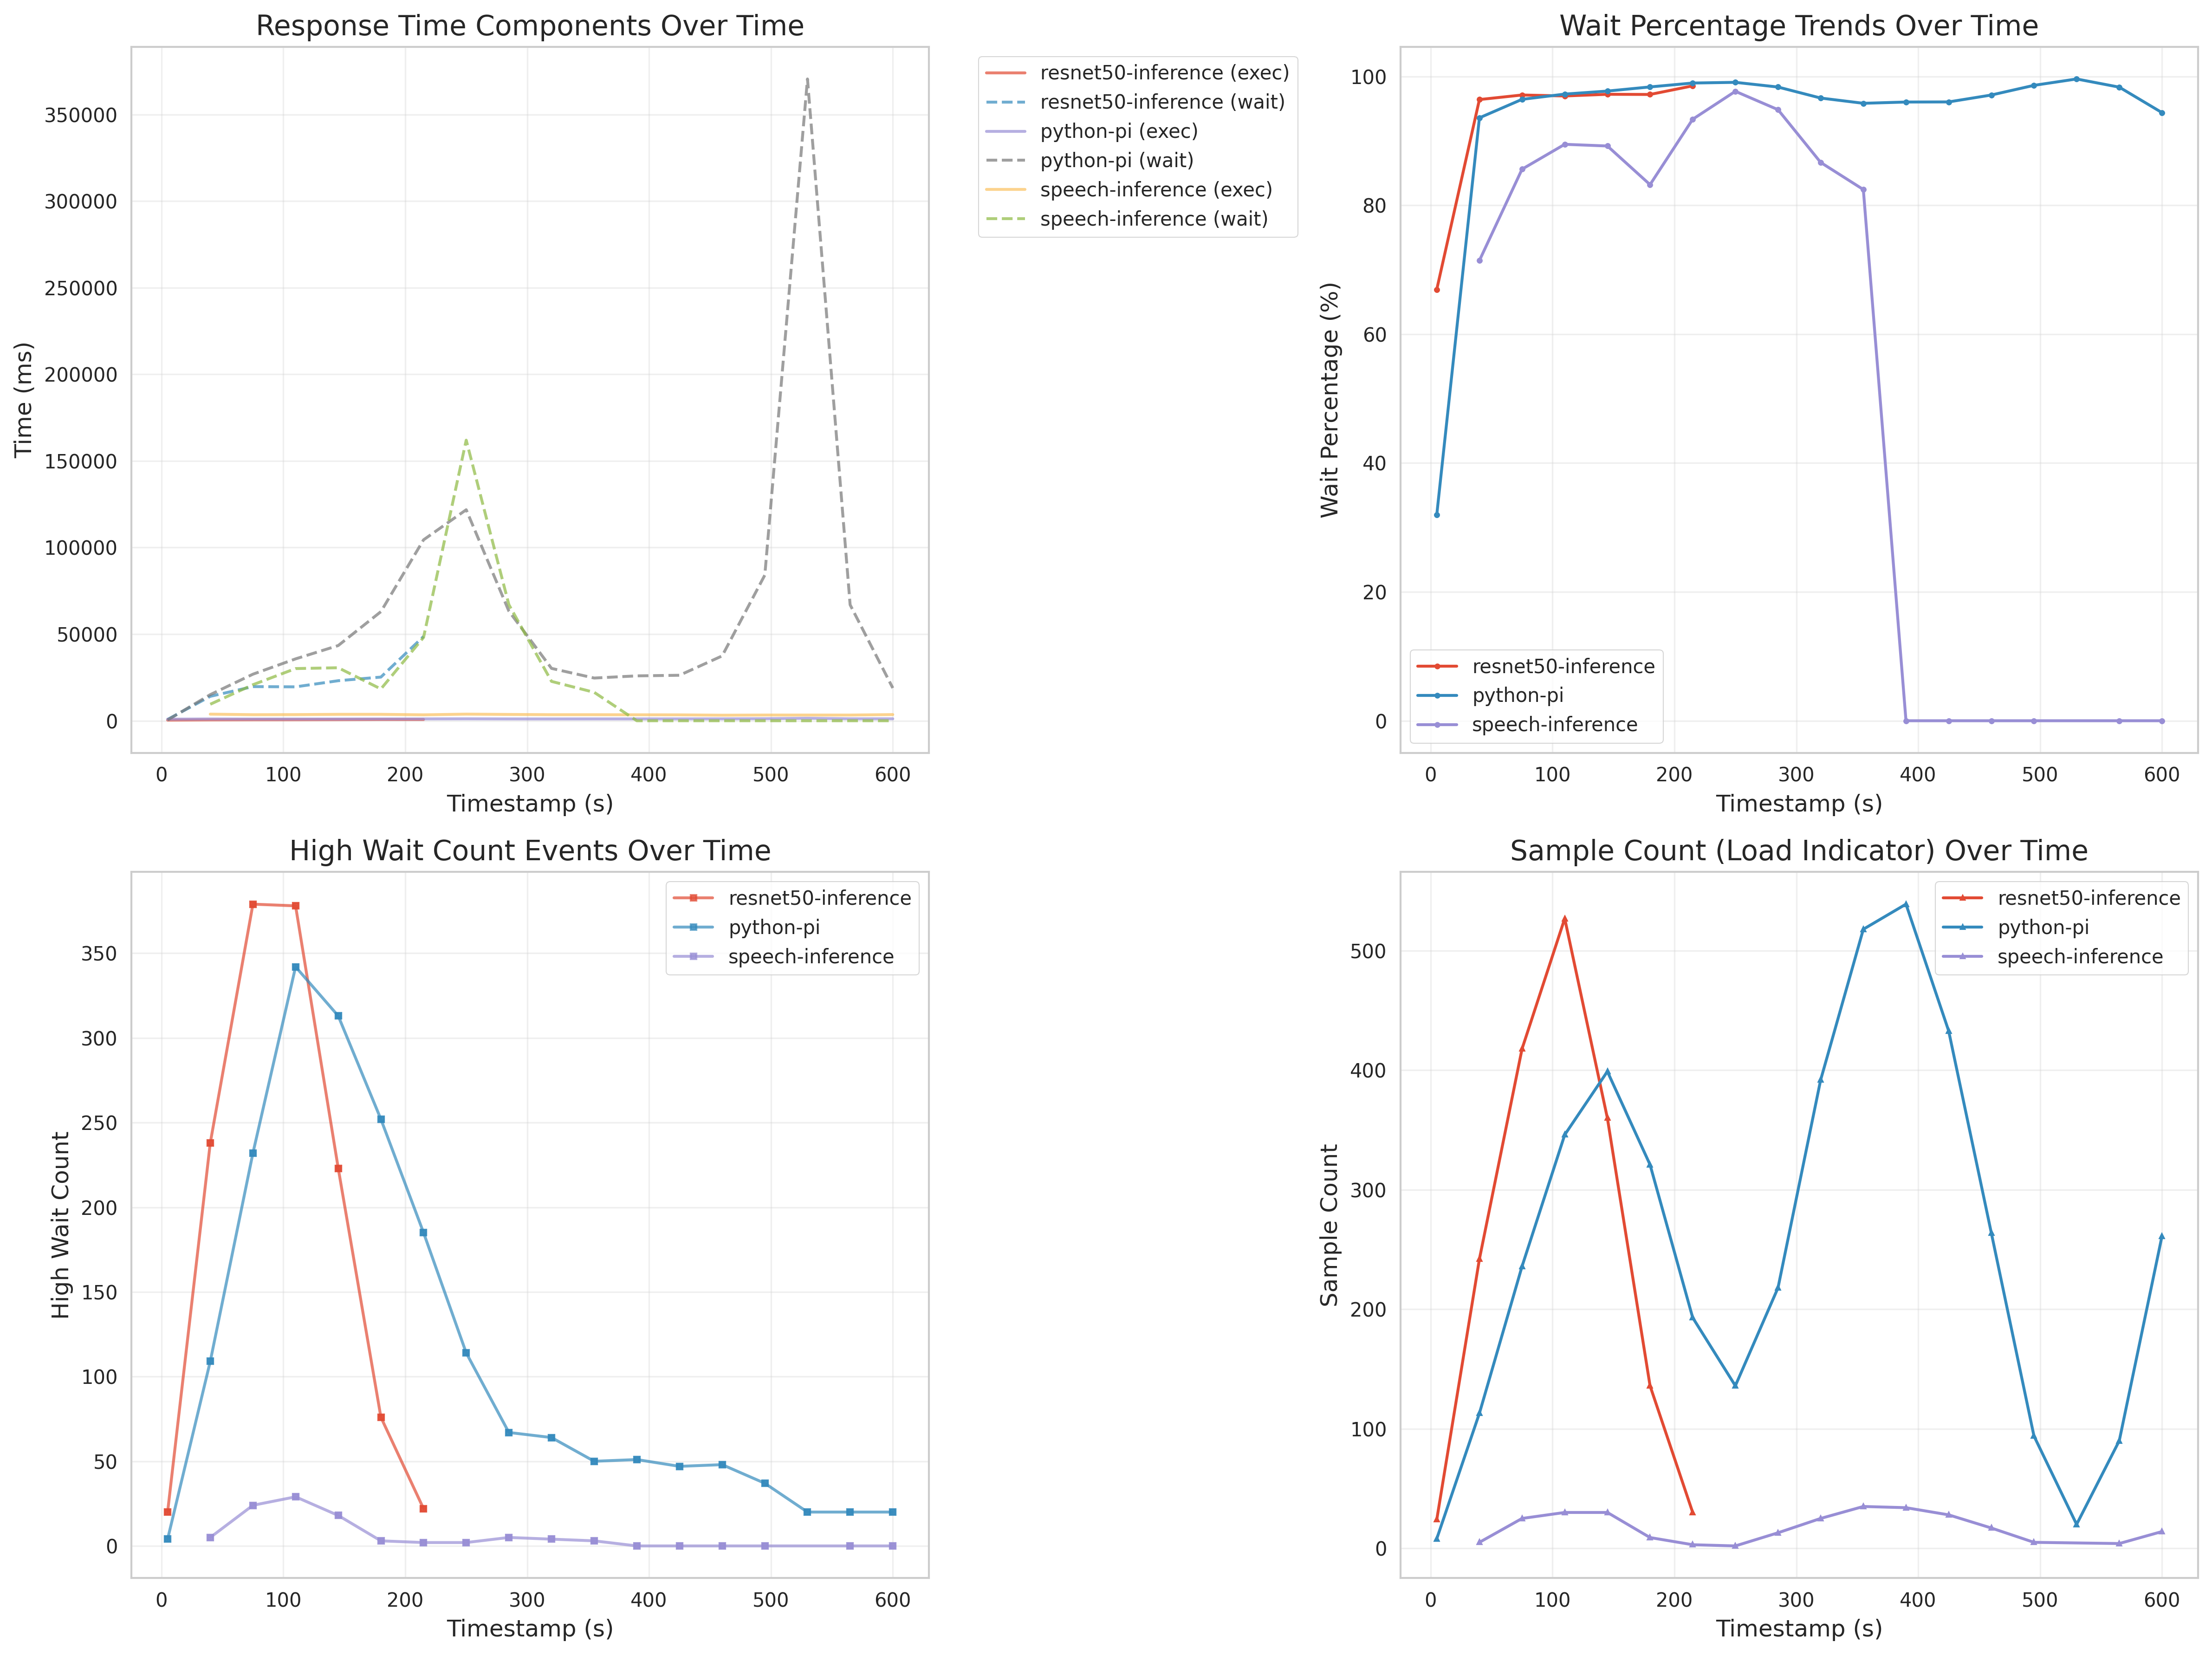 Response Time Components Over Time
Time (ms)
350000
300000
250000
200000
150000
100000
50000
0
0 100 200 300 400 500 600
Timestamp (s)
resnet50-inference (exec)
resnet50-inference (wait)
python-pi (exec)
python-pi (wait)
speech-inference (exec)
speech-inference (wait)
Wait Percentage Trends Over Time
Wait Percentage (%)
100
80
60
40
20
0
resnet50-inference
python-pi
speech-inference
0 100 200 300 400 500 600
Timestamp (s)
High Wait Count Events Over Time
High Wait Count
350
300
250
200
150
100
50
0
resnet50-inference
python-pi
speech-inference
0 100 200 300 400 500 600
Timestamp (s)
Sample Count (Load Indicator) Over Time
Sample Count
500
400
300
200
100
0
resnet50-inference
python-pi
speech-inference
0 100 200 300 400 500 600
Timestamp (s)